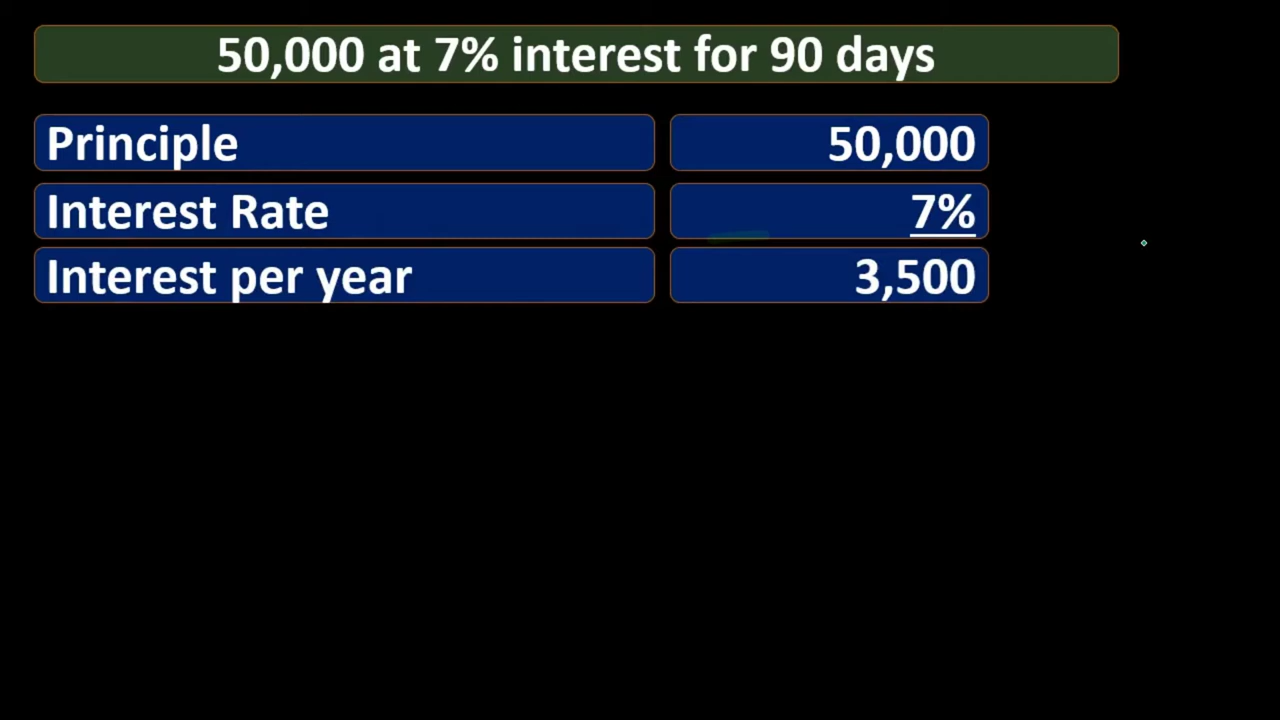 50,000 at 7% interest for 90 days
Principle 50,000
Interest Rate 7%
Interest per year 3,500